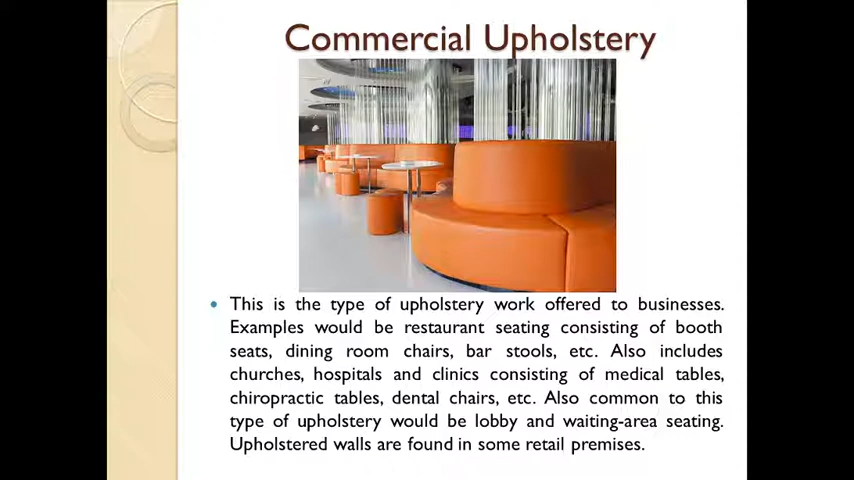 Commercial Upholstery
This is the type of upholstery work offered to businesses.
Examples would be restaurant seating consisting of booth
seats, dining room chairs, bar stools, etc. Also includes
churches, hospitals and clinics consisting of medical tables,
chiropractic tables, dental chairs, etc. Also common to this
type of upholstery would be lobby and waiting-area seating.
Upholstered walls are found in some retail premises.